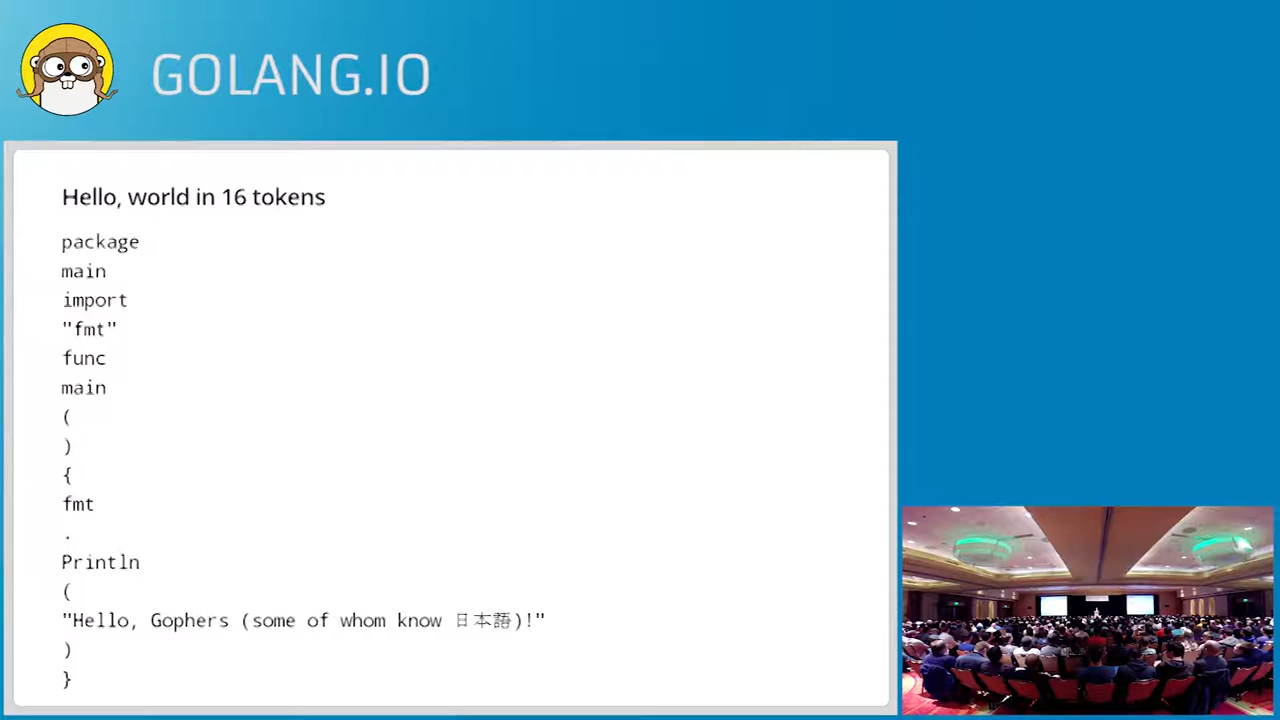 GOLANG.IO
Hello, world in 16 tokens
package
main
import
"fmt"
func
main
(
)
{
fmt
.
Println
(
"Hello, Gophers (some of whom know 日本語)!"
)
}